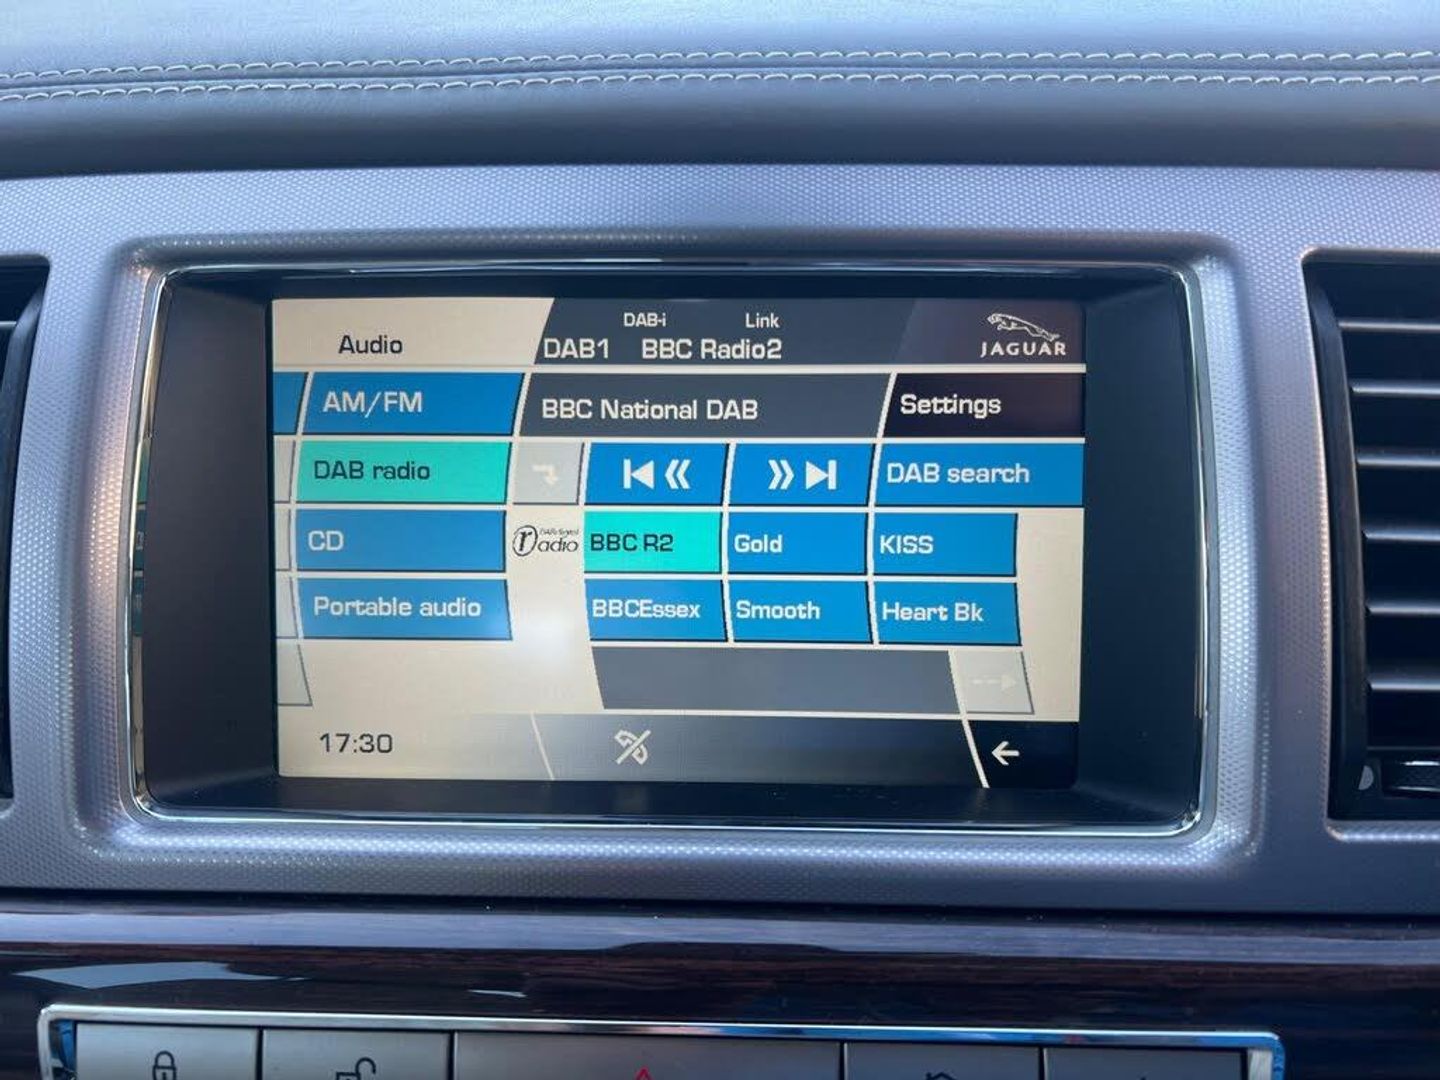 DAB-i Link
Audio DAB1 BBC Radio2 JAGUAR
AM/FM BBC National DAB Settings
DAB radio DAB search
CD radio BBC R2 Gold KISS
Portable audio BBCEssex Smooth Heart Bk
17:30